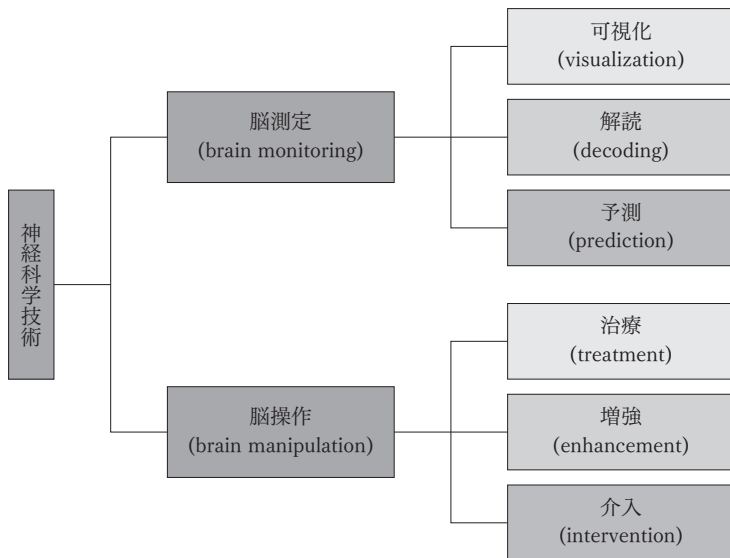 神経科学技術
脳測定
(brain monitoring)
可視化
(visualization)
解読
(decoding)
予測
(prediction)
脳操作
(brain manipulation)
治療
(treatment)
増強
(enhancement)
介入
(intervention)